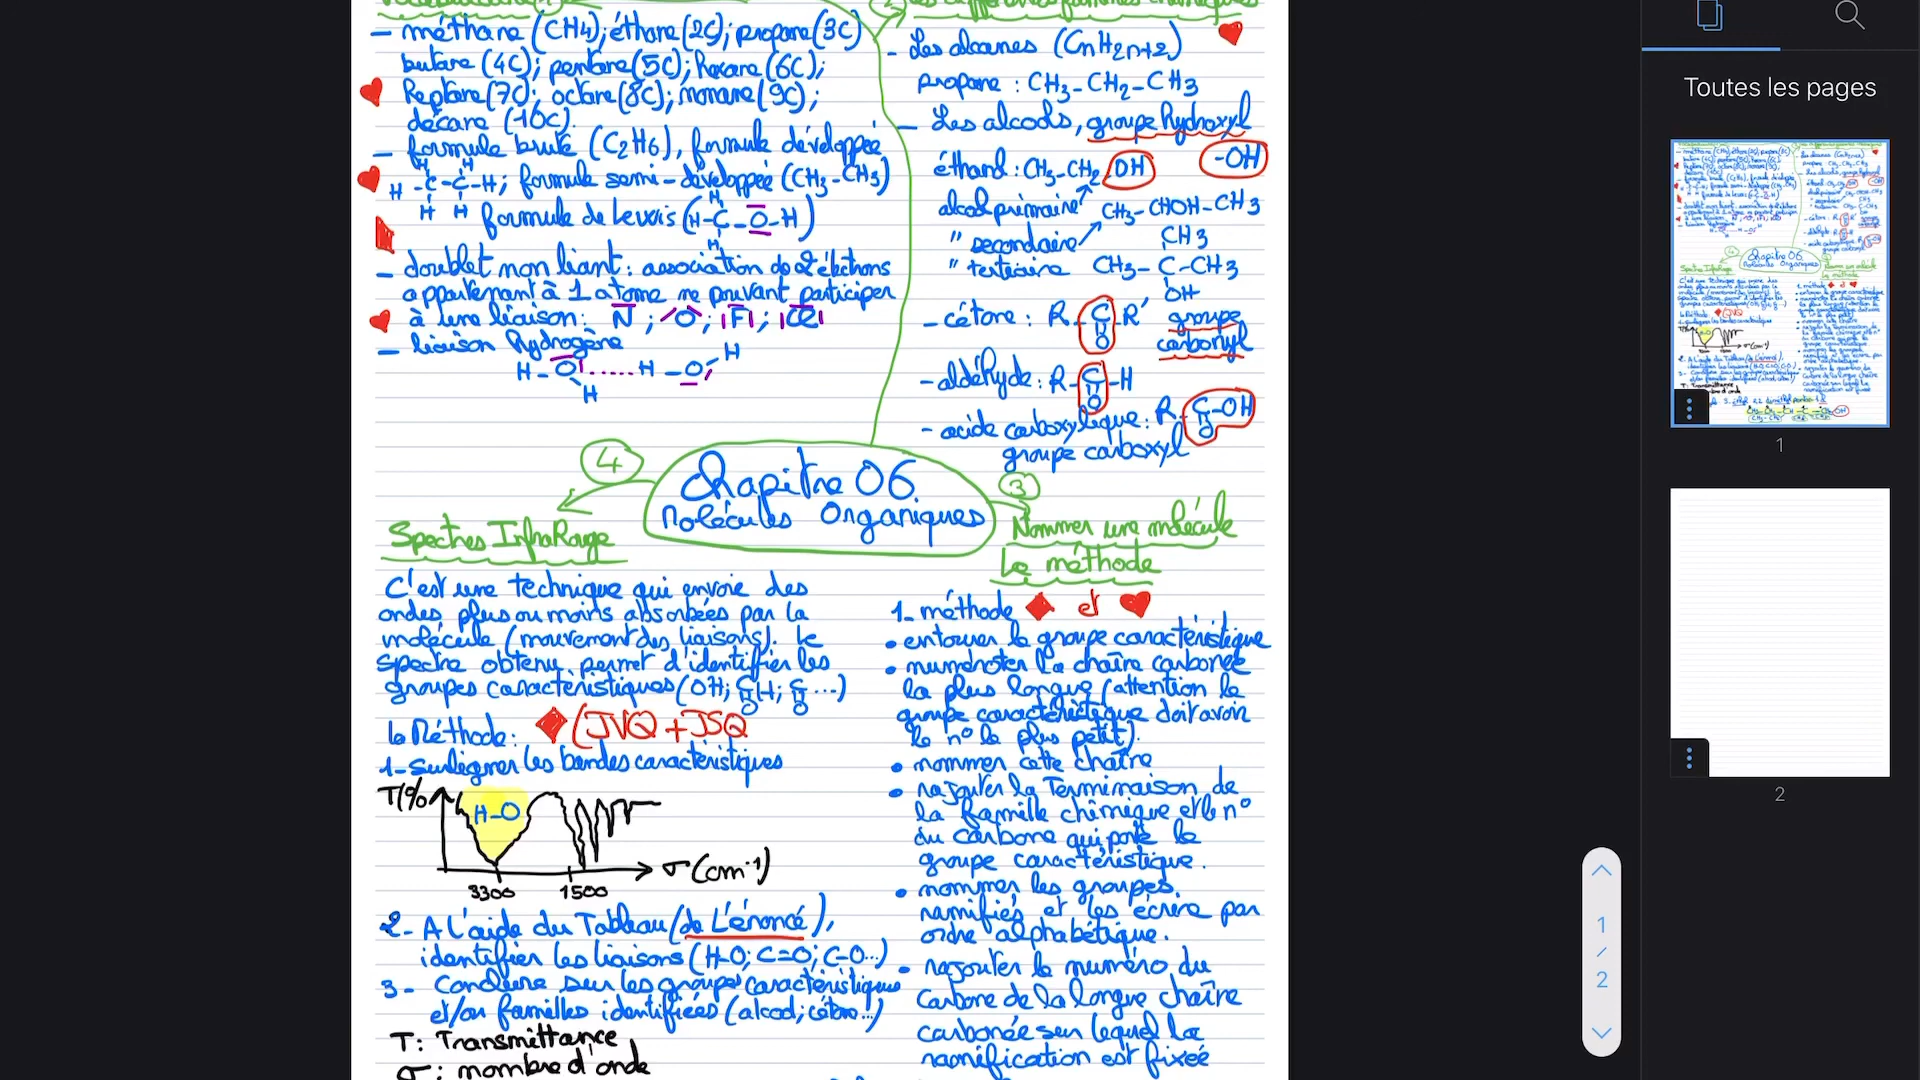 - méthane (CH4); éthane (2C); propane (3C)
butane (4C); pentane (5C); hexane (6C);
heptane (7C); octane (8C); nonane (9C);
décane (10C).
- formule brute (C2H6), formule développée
H H
H-C-C-H; formule semi-développée (CH3-CH3)
H H
formule de Lewis (H-C-O-H)
H
H
- doublet non liant: association de 2 électrons
appartenant à 1 atome ne pouvant participer
à une liaison: N; O; |F|; |Cl|
- liaison hydrogène
H-O|......H-O
H
H
2
- Les alcanes (CnH2n+2)
propane : CH3-CH2-CH3
- Les alcools, groupe hydroxyl
éthanol : CH3-CH2-OH
-OH
alcool primaire
CH3-CHOH-CH3
" secondaire
CH3
" tertiaire CH3-C-CH3
OH
- cétone : R-C-R'
O
groupe
carbonyl
- aldéhyde : R-C-H
O
- acide carboxylique : R-C-OH
O
groupe carboxyl
4
Chapitre 06
Molécules Organiques
3
Spectres InfraRouge
C'est une technique qui envoie des
ondes plus ou moins absorbées par la
molécule (mouvement des liaisons). Le
spectre obtenu permet d'identifier les
groupes caractéristiques (OH; C-H; C ...)
O O
La Méthode: (JVQ + JSQ
1- Surligner les bandes caractéristiques
T(%)
H-O
σ(cm-1)
3300 1500
2- A l'aide du Tableau (de L'énoncé),
identifier les liaisons (H-O; C=O; C-O...)
3- Conclure sur les groupes caractéristiques
et/ou familles identifiées (alcool; cétone...)
T: Transmittance
σ: nombre d'onde
Nommer une molécule
La méthode
1- méthode et
• entourer le groupe caractéristique
• numéroter la chaîne carbonée
la plus longue (attention le
groupe caractéristique doit avoir
le n° le plus petit).
• nommer cette chaîne
• rajouter la Terminaison de
la famille chimique et le n°
du carbone qui porte le
groupe caractéristique.
• nommer les groupes.
ramifiés et les écrire par
ordre alphabétique.
• rajouter le numéro du
carbone de la longue chaîne
carbonée sur lequel la
ramification est fixée
Toutes les pages
1
2
1
/
2